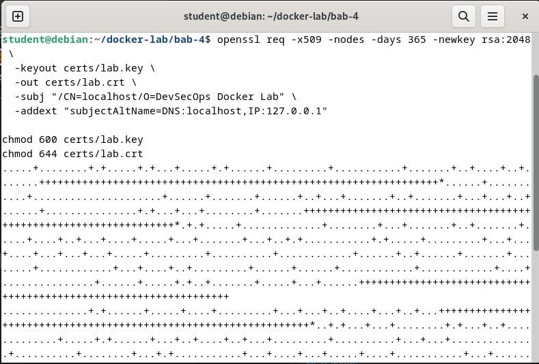 student@debian: ~/docker-lab/bab-4
student@debian:~/docker-lab/bab-4$ openssl req -x509 -nodes -days 365 -newkey rsa:2048
\
-keyout certs/lab.key \
-out certs/lab.crt \
-subj "/CN=localhost/O=DevSecOps Docker Lab" \
-addext "subjectAltName=DNS:localhost,IP:127.0.0.1"
chmod 600 certs/lab.key
chmod 644 certs/lab.crt